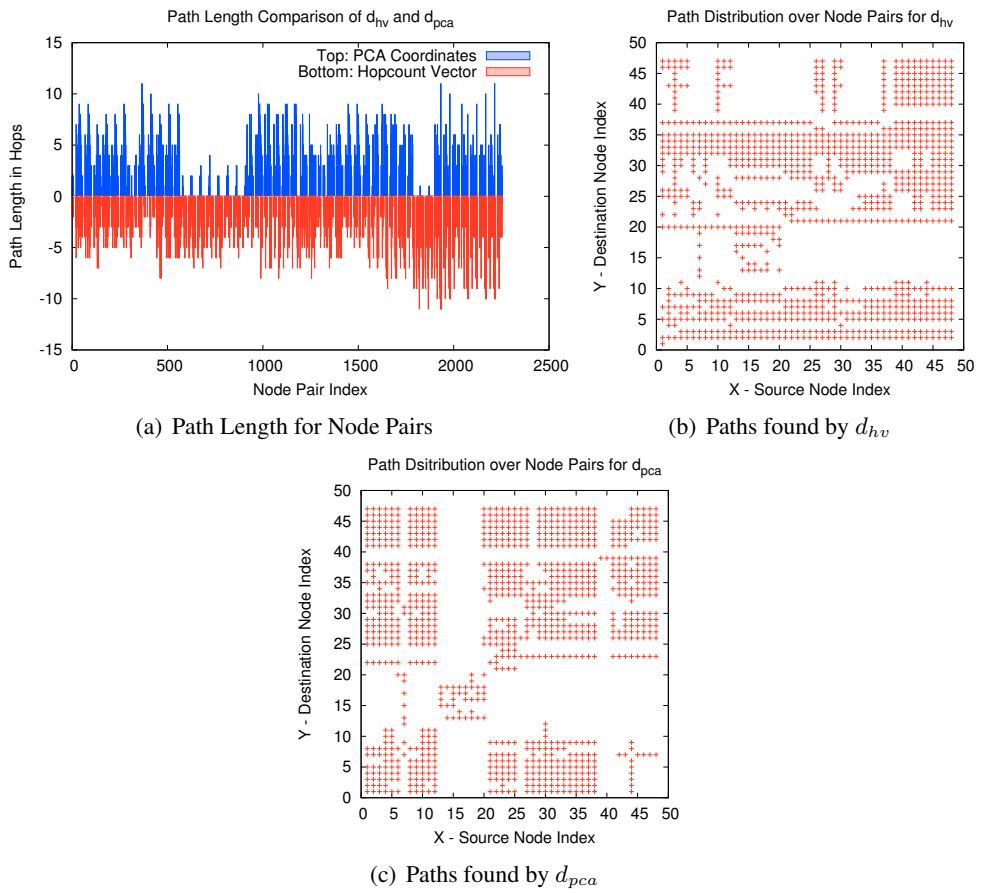 Path Length Comparison of d_hv and d_pca
Path Length in Hops
15
10
5
0
-5
-10
-15
Top: PCA Coordinates
Bottom: Hopcount Vector
0 500 1000 1500 2000 2500
Node Pair Index
(a) Path Length for Node Pairs
Path Distribution over Node Pairs for d_hv
Y - Destination Node Index
50
45
40
35
30
25
20
15
10
5
0
0 5 10 15 20 25 30 35 40 45 50
X - Source Node Index
(b) Paths found by d_hv
Path Dsitribution over Node Pairs for d_pca
Y - Destination Node Index
50
45
40
35
30
25
20
15
10
5
0
0 5 10 15 20 25 30 35 40 45 50
X - Source Node Index
(c) Paths found by d_pca